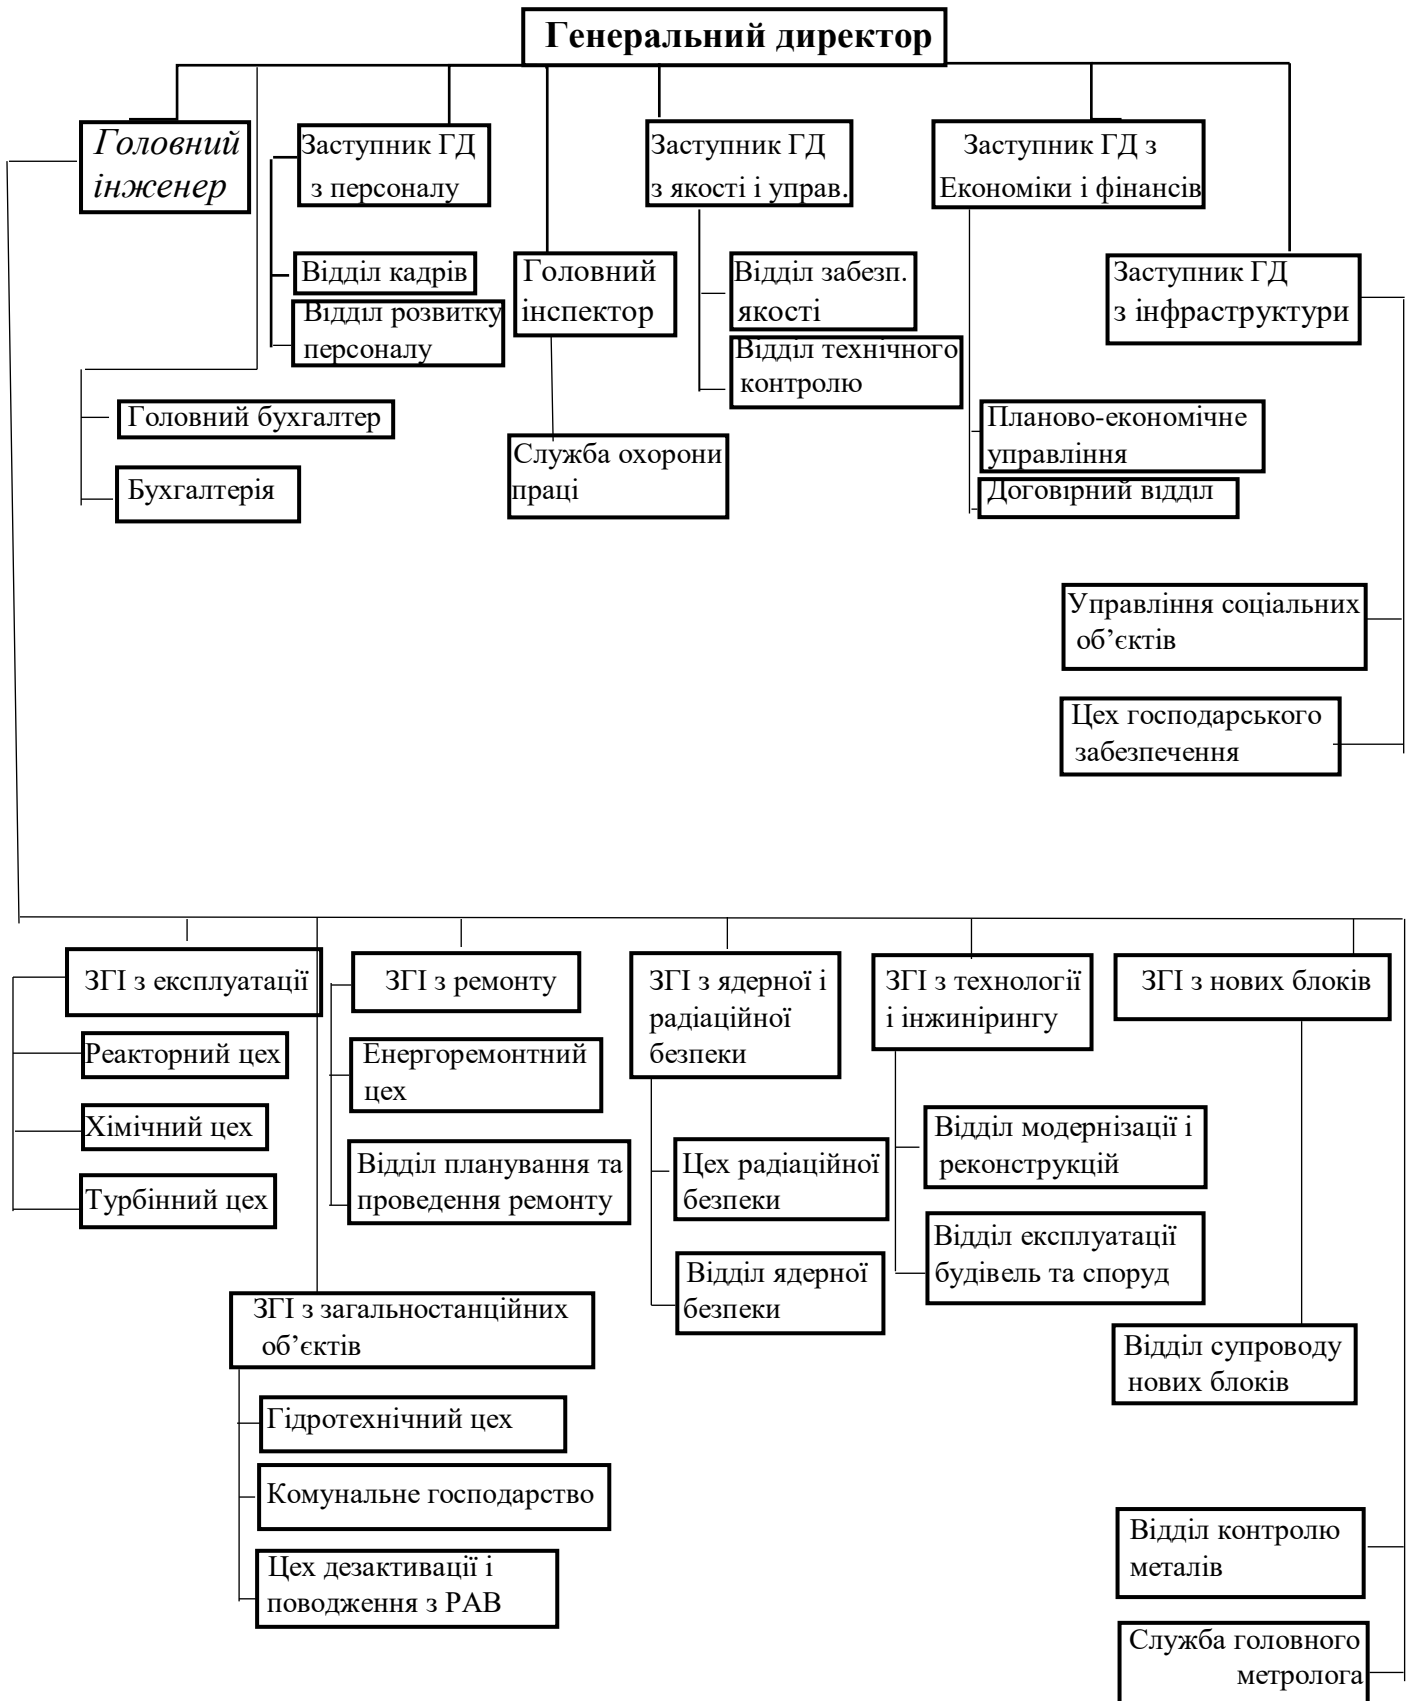 Генеральний директор
Головний
інженер
Заступник ГД
з персоналу
Заступник ГД
з якості і управ.
Заступник ГД з
Економіки і фінансів
Відділ кадрів
Відділ розвитку
персоналу
Головний
інспектор
Відділ забезп.
якості
Відділ технічного
контролю
Заступник ГД
з інфраструктури
Головний бухгалтер
Бухгалтерія
Служба охорони
праці
Планово-економічне
управління
Договірний відділ
Управління соціальних
об’єктів
Цех господарського
забезпечення
ЗГІ з експлуатації
ЗГІ з ремонту
ЗГІ з ядерної і
радіаційної
безпеки
ЗГІ з технології
і інжинірингу
ЗГІ з нових блоків
Реакторний цех
Хімічний цех
Турбінний цех
Енергоремонтний
цех
Відділ планування та
проведення ремонту
Цех радіаційної
безпеки
Відділ ядерної
безпеки
Відділ модернізації і
реконструкцій
Відділ експлуатації
будівель та споруд
ЗГІ з загальностанційних
об’єктів
Відділ супроводу
нових блоків
Гідротехнічний цех
Комунальне господарство
Цех дезактивації і
поводження з РАВ
Відділ контролю
металів
Служба головного
метролога